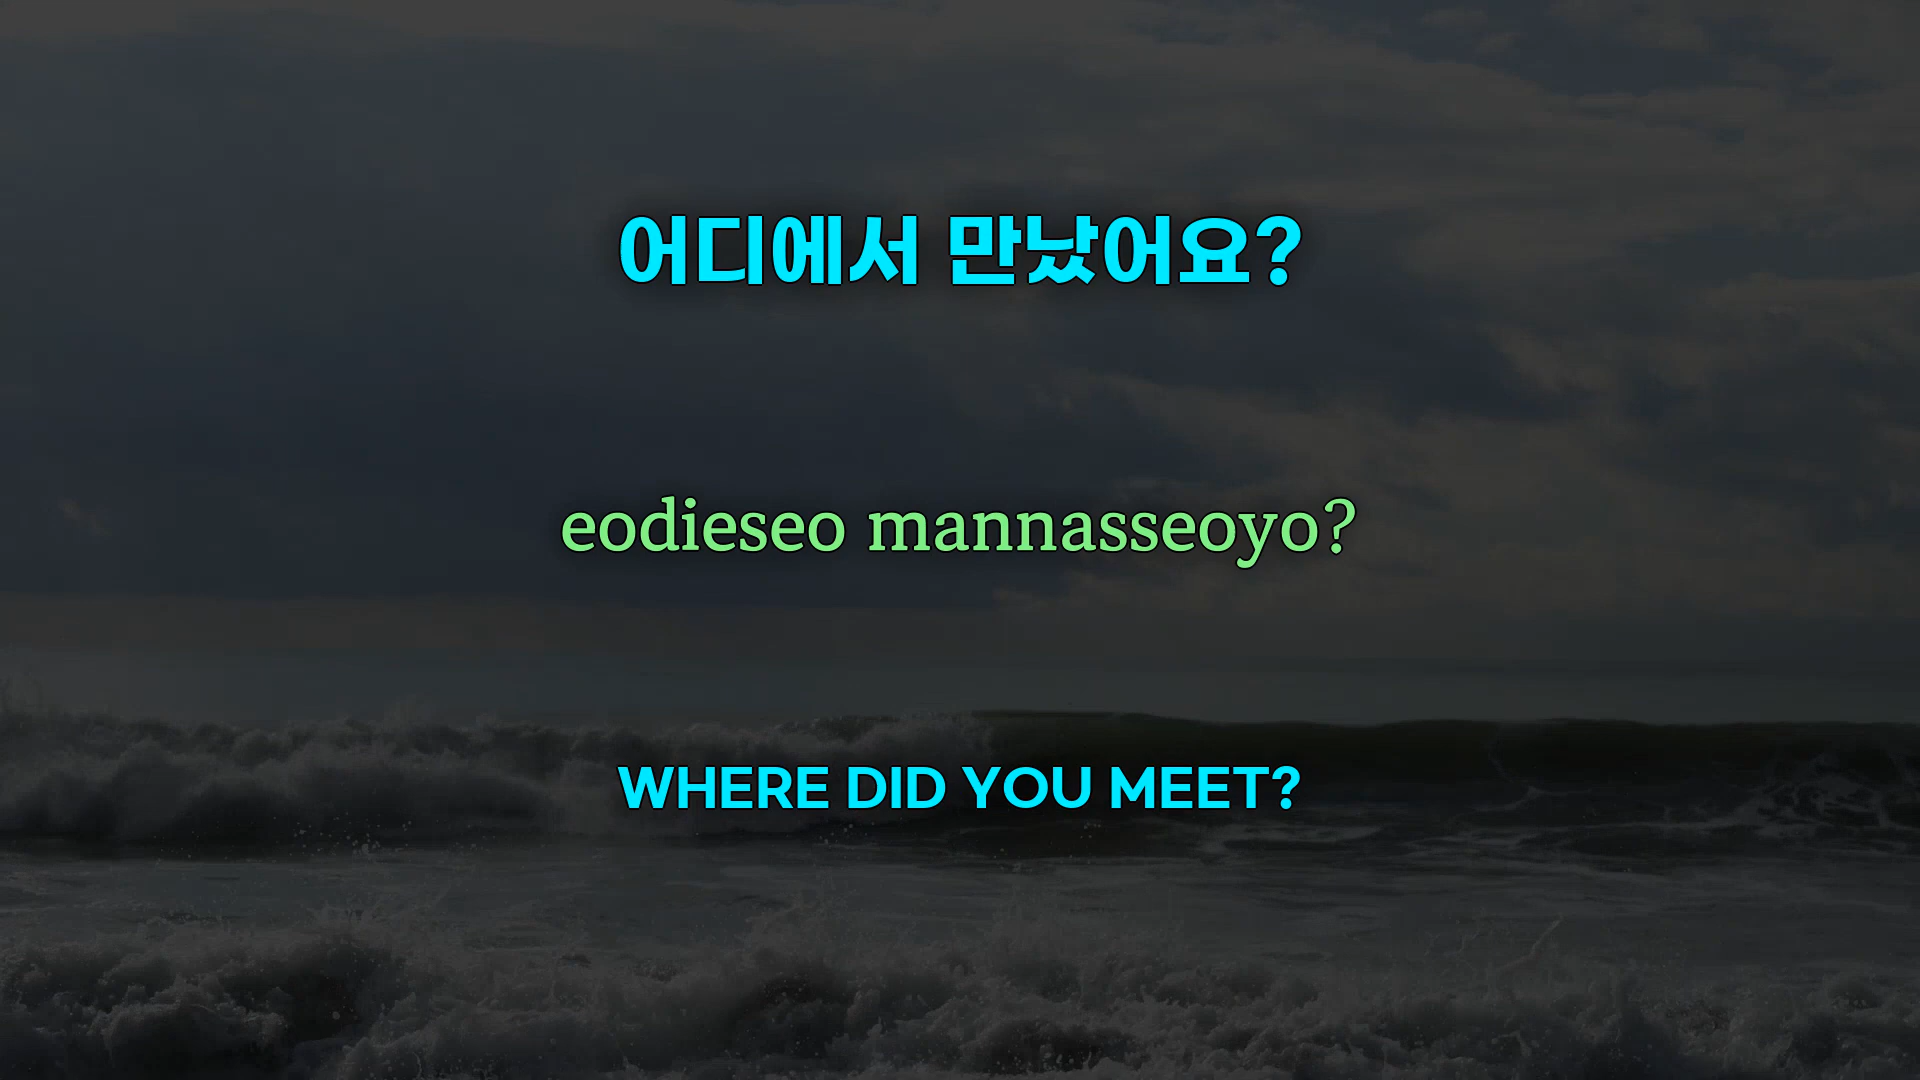 어디에서 만났어요?
eodieseo mannasseoyo?
WHERE DID YOU MEET?